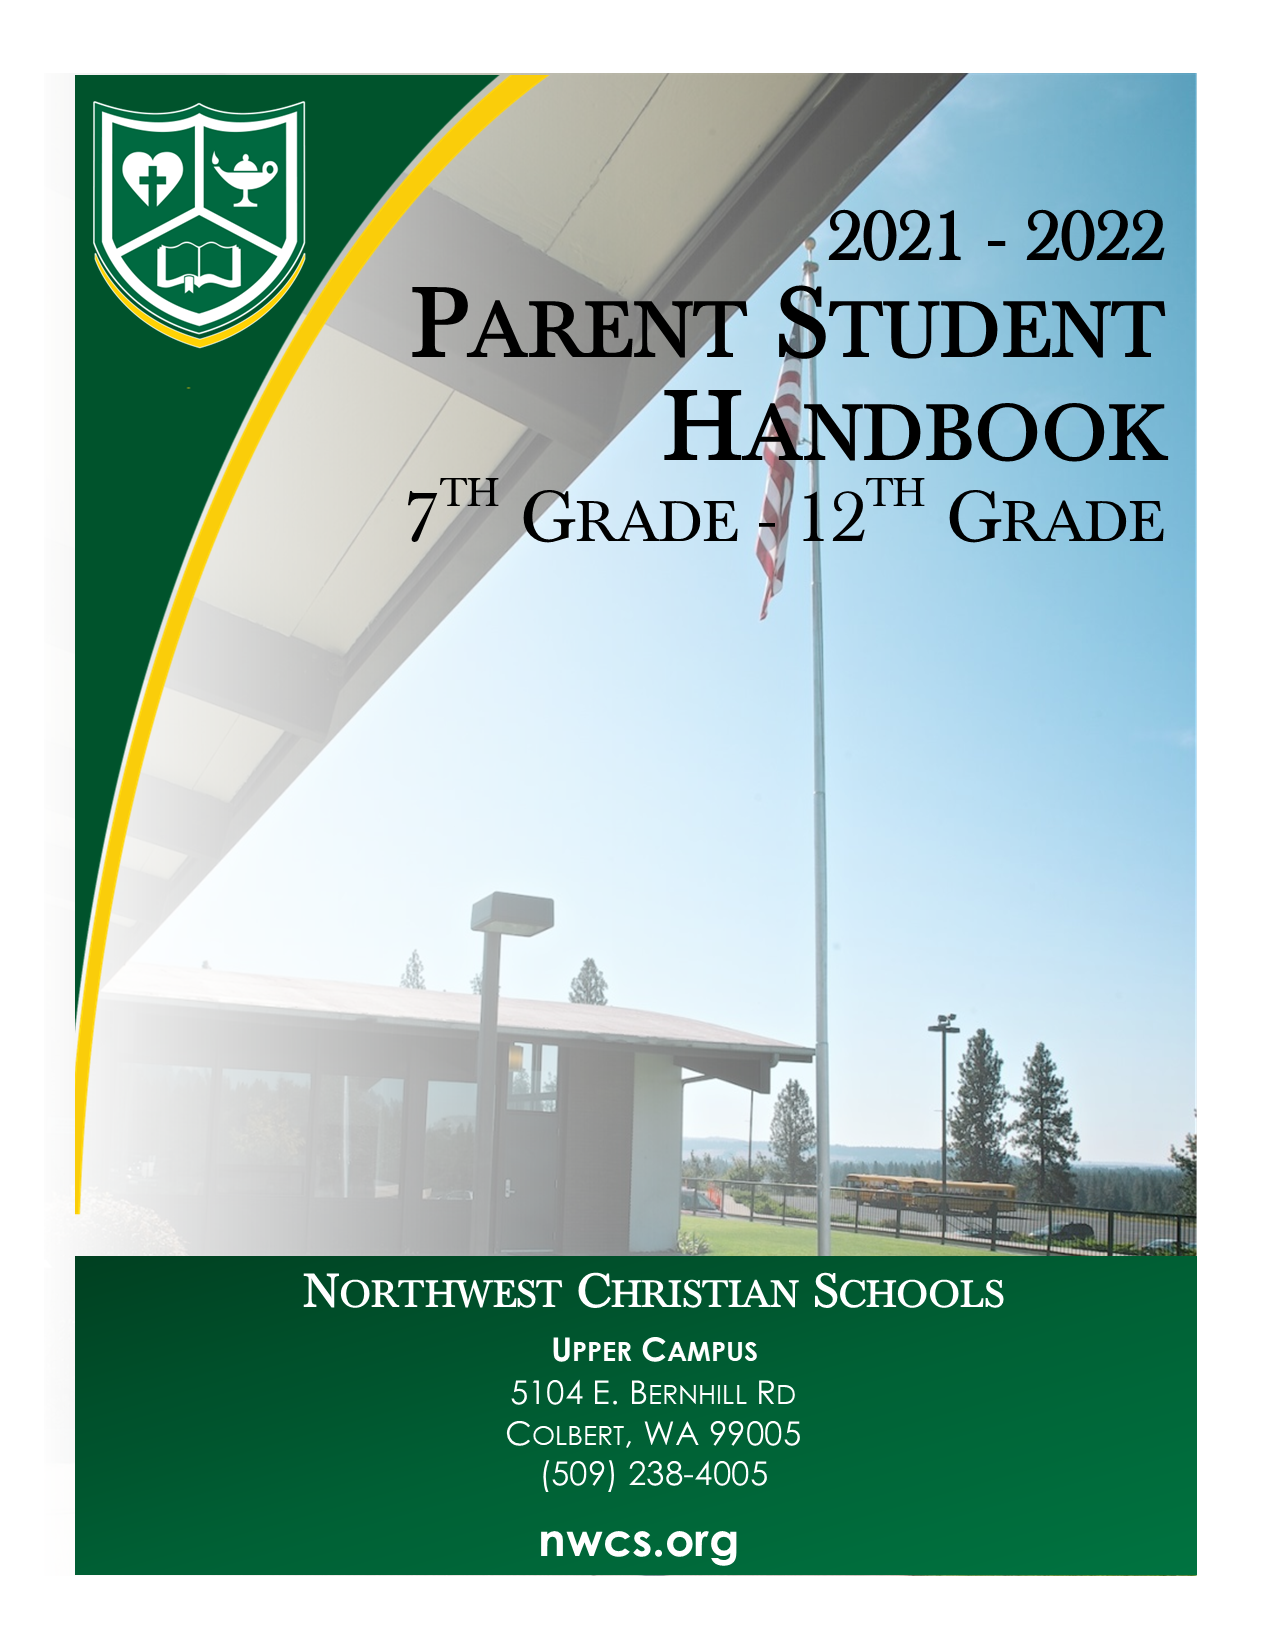 2021 - 2022
PARENT STUDENT
HANDBOOK
7TH GRADE - 12TH GRADE
NORTHWEST CHRISTIAN SCHOOLS
UPPER CAMPUS
5104 E. BERNHILL RD
COLBERT, WA 99005
(509) 238-4005
nwcs.org